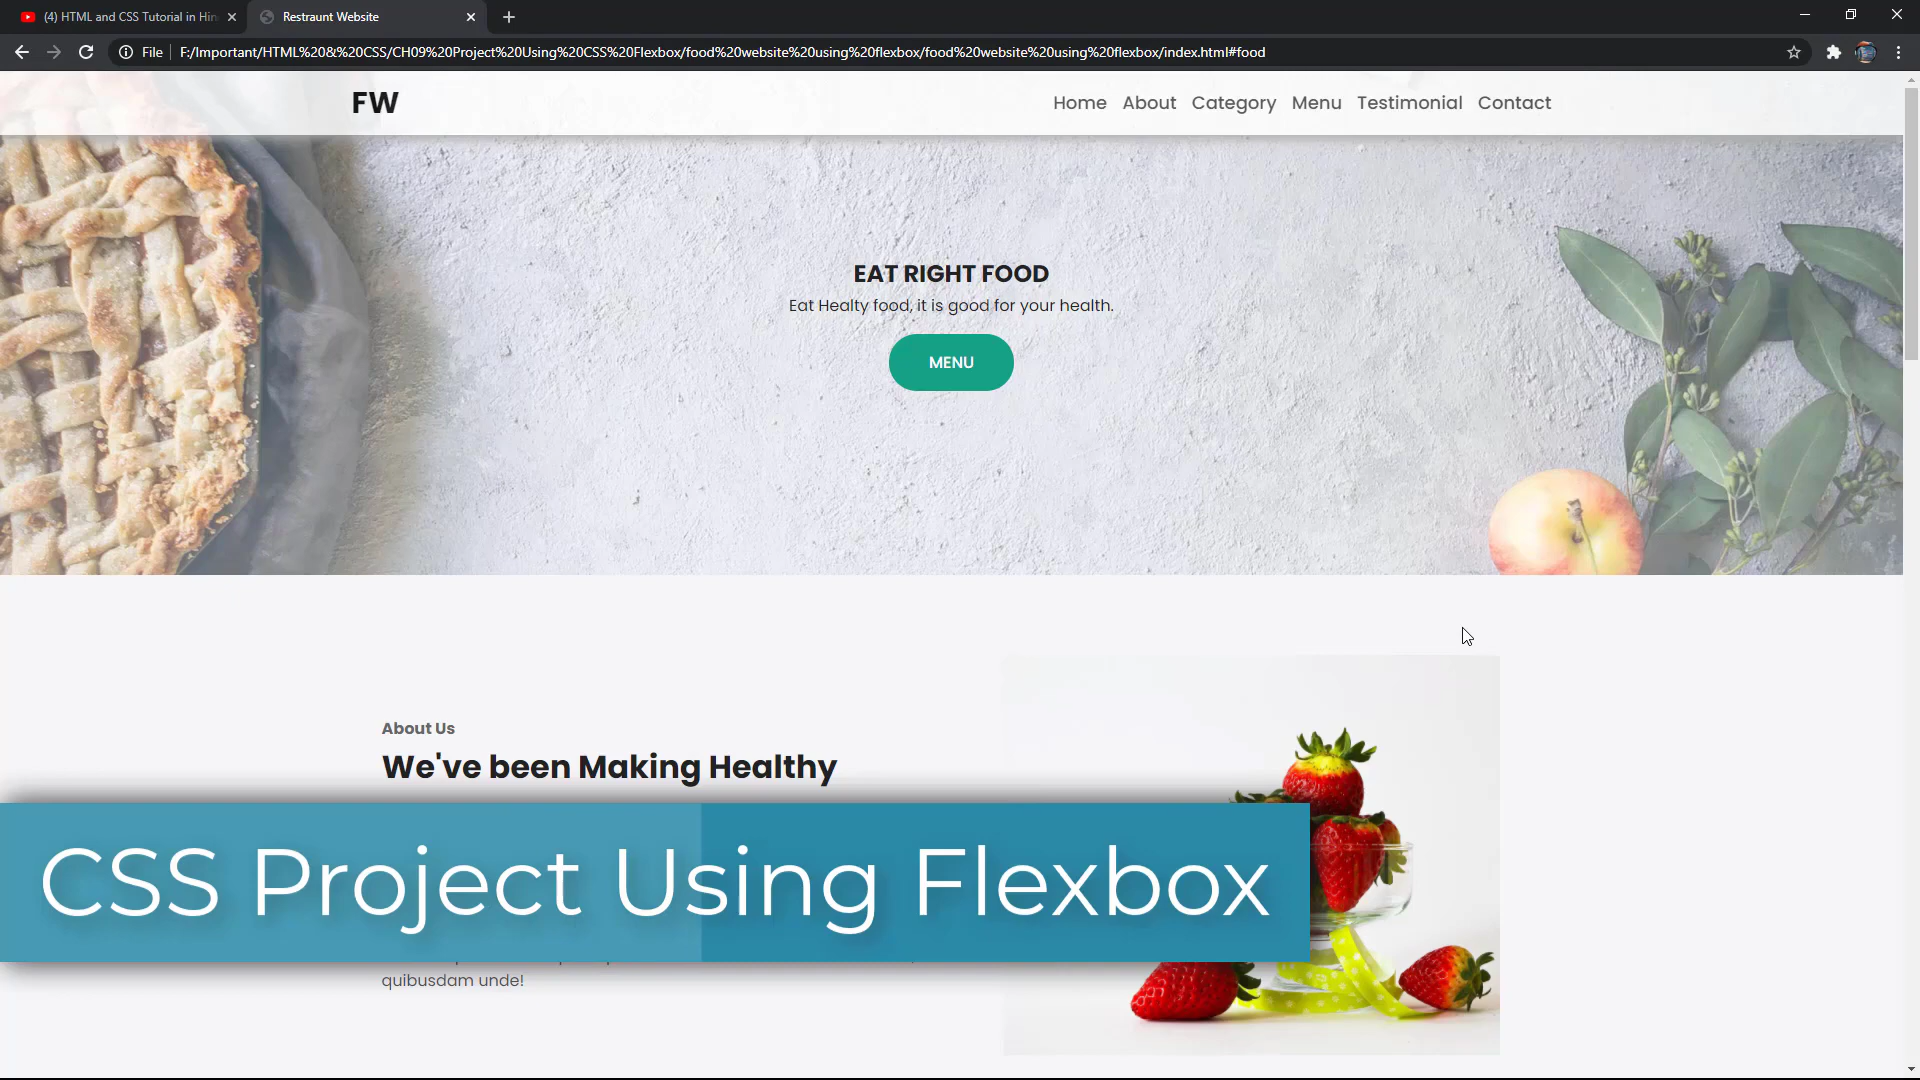 (4) HTML and CSS Tutorial in Hin
Restraunt Website
File
F:/Important/HTML%20&%20CSS/CH09%20Project%20Using%20CSS%20Flexbox/food%20website%20using%20flexbox/food%20website%20using%20flexbox/index.html#food
FW
Home About Category Menu Testimonial Contact
EAT RIGHT FOOD
Eat Healty food, it is good for your health.
MENU
About Us
We've been Making Healthy
CSS Project Using Flexbox
quibusdam unde!